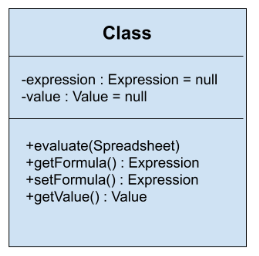 Class
-expression : Expression = null
-value : Value = null
+evaluate(Spreadsheet)
+getFormula() : Expression
+setFormula() : Expression
+getValue() : Value